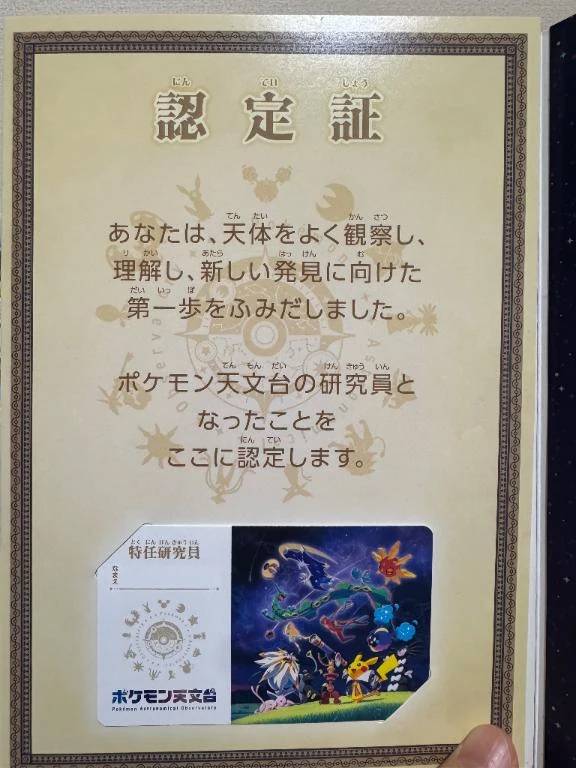 認定証
あなたは、天体をよく観察し、
理解し、新しい発見に向けた
第一歩をふみだしました。
ポケモン天文台の研究員と
なったことを
ここに認定します。
特任研究員
なまえ
ポケモン天文台
Pokémon Astronomical Observatory